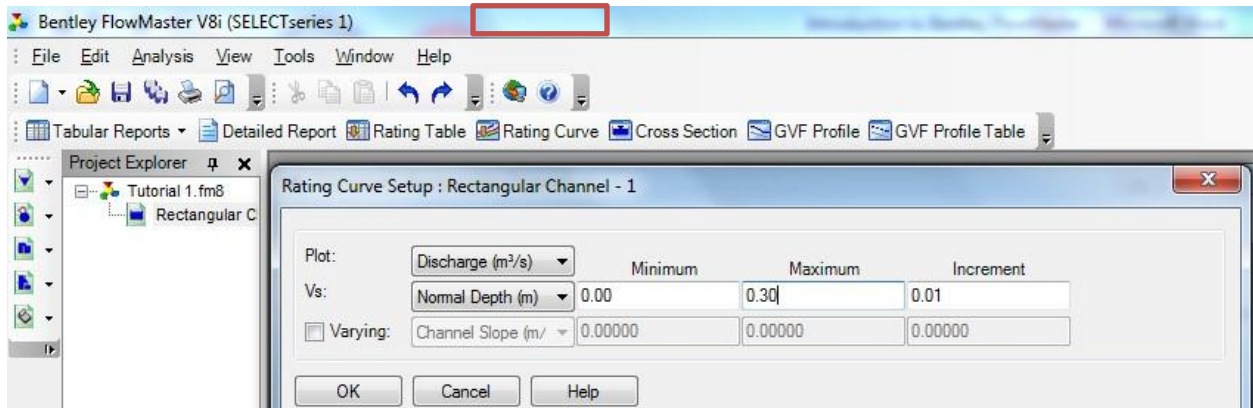 Bentley FlowMaster V8i (SELECTseries 1)
File Edit Analysis View Tools Window Help
Tabular Reports Detailed Report Rating Table Rating Curve Cross Section GVF Profile GVF Profile Table
Project Explorer
Tutorial 1.fm8
Rectangular C
Rating Curve Setup : Rectangular Channel - 1
Plot: Discharge (m³/s) Minimum Maximum Increment
Vs: Normal Depth (m) 0.00 0.30 0.01
Varying: Channel Slope (m/ 0.00000 0.00000 0.00000
OK Cancel Help